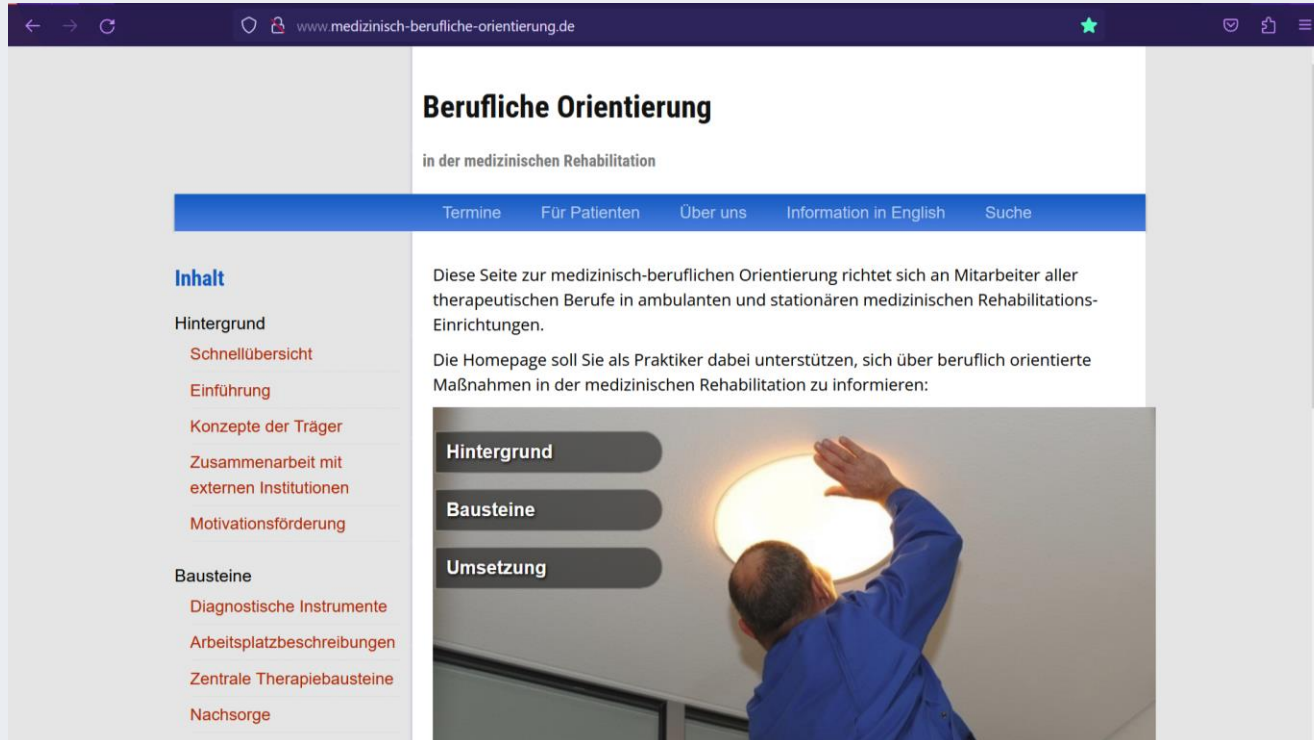 www.medizinisch-berufliche-orientierung.de
Berufliche Orientierung
in der medizinischen Rehabilitation
Termine Für Patienten Über uns Information in English Suche
Inhalt
Hintergrund
Schnellübersicht
Einführung
Konzepte der Träger
Zusammenarbeit mit
externen Institutionen
Motivationsförderung
Bausteine
Diagnostische Instrumente
Arbeitsplatzbeschreibungen
Zentrale Therapiebausteine
Nachsorge
Diese Seite zur medizinisch-beruflichen Orientierung richtet sich an Mitarbeiter aller
therapeutischen Berufe in ambulanten und stationären medizinischen Rehabilitations-
Einrichtungen.
Die Homepage soll Sie als Praktiker dabei unterstützen, sich über beruflich orientierte
Maßnahmen in der medizinischen Rehabilitation zu informieren:
Hintergrund
Bausteine
Umsetzung